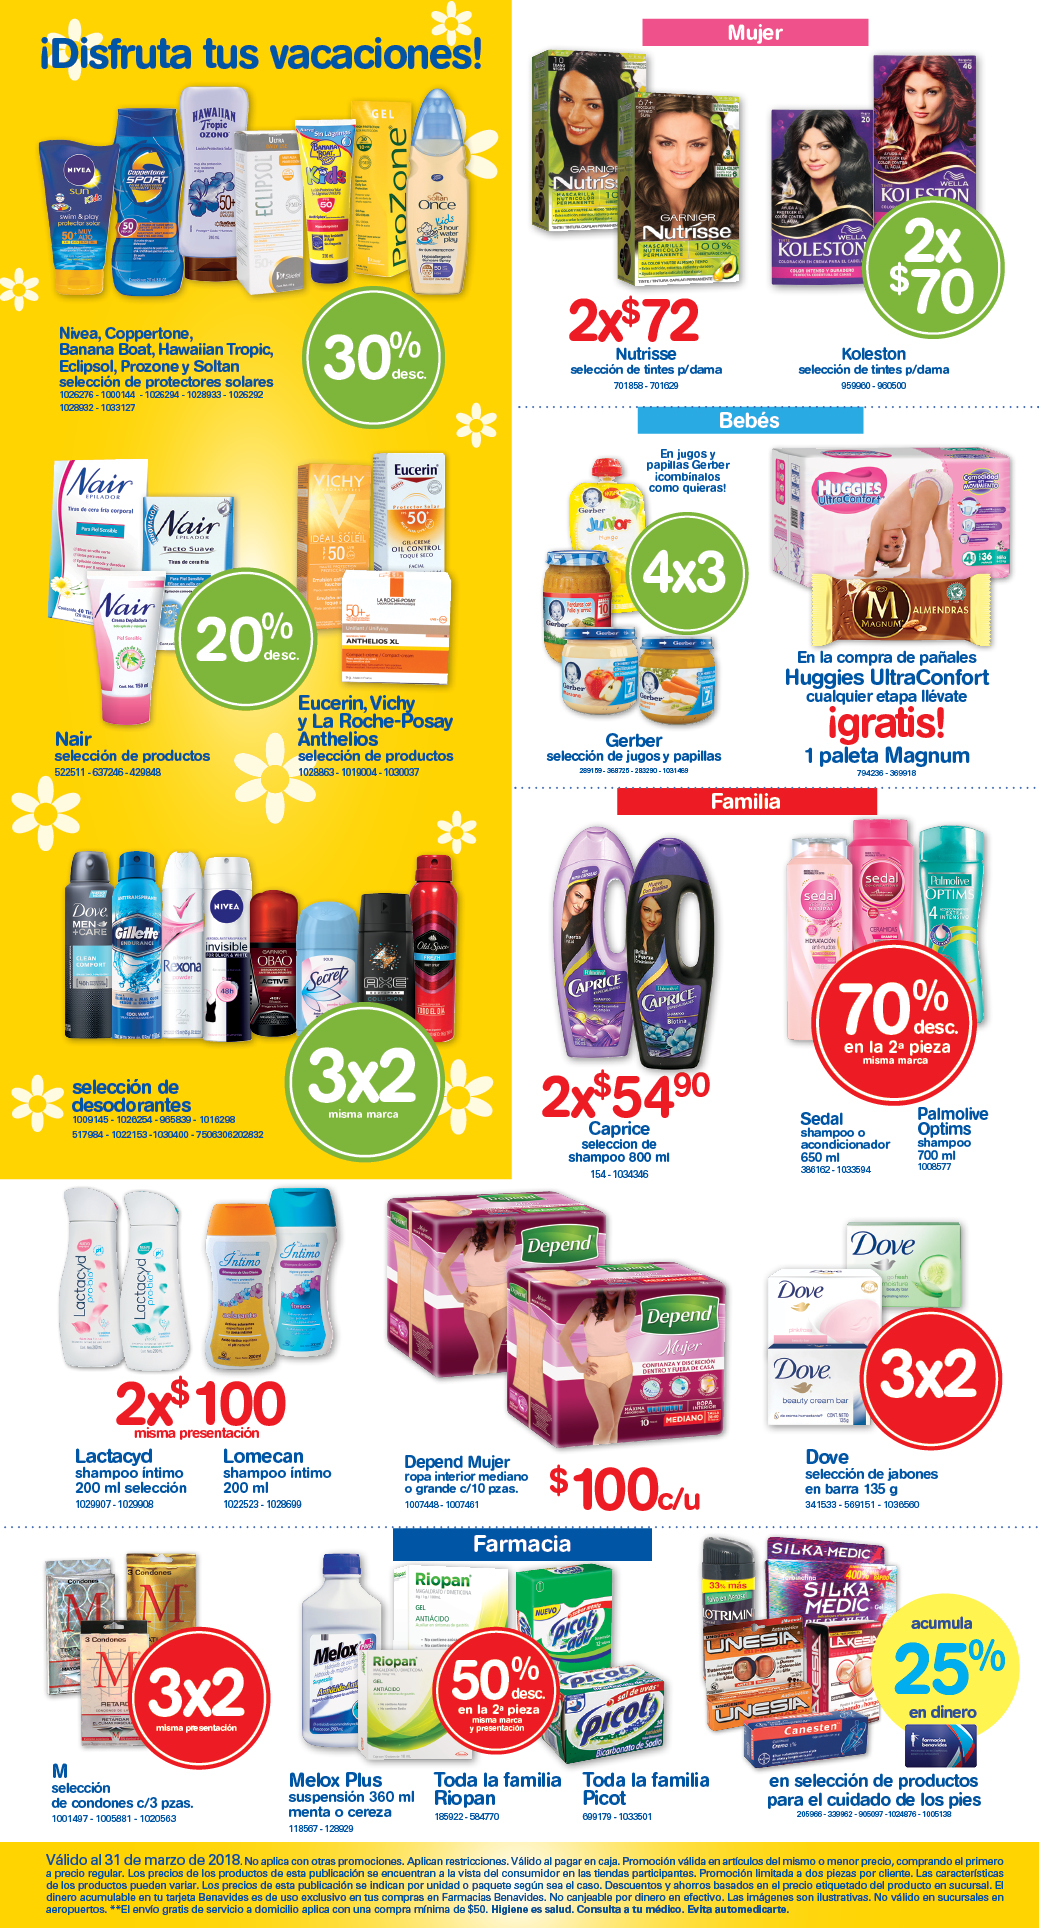 ¡Disfruta tus vacaciones!
Nivea, Coppertone,
Banana Boat, Hawaiian Tropic,
Eclipsol, Prozone y Soltan
selección de protectores solares
1026276 - 1000144 - 1026294 - 1028933 - 1026292
1028932 - 1033127
30% desc.
Nair
selección de productos
522511 - 637246 - 429848
20% desc.
Eucerin, Vichy
y La Roche-Posay
Anthelios
selección de productos
1028863 - 1019004 - 1030037
selección de
desodorantes
1009145 - 1026254 - 965839 - 1016298
517984 - 1022153 - 1030400 - 7506306202832
3x2
misma marca
Mujer
2x$72
Nutrisse
selección de tintes p/dama
701858 - 701629
2x
$70
Koleston
selección de tintes p/dama
959960 - 960500
Bebés
En jugos y
papillas Gerber
¡combínalos
como quieras!
4x3
Gerber
selección de jugos y papillas
289159 - 368725 - 283290 - 1031469
En la compra de pañales
Huggies UltraConfort
cualquier etapa llévate
¡gratis!
1 paleta Magnum
794236 - 369918
Familia
2x$54.90
Caprice
seleccion de
shampoo 800 ml
154 - 1034346
70%
desc.
en la 2ª pieza
misma marca
Sedal
shampoo o
acondicionador
650 ml
386162 - 1033594
Palmolive
Optims
shampoo
700 ml
1008577
2x$100
misma presentación
Lactacyd
shampoo íntimo
200 ml selección
1029907 - 1029908
Lomecan
shampoo íntimo
200 ml
1022523 - 1028699
Depend Mujer
ropa interior mediano
o grande c/10 pzas.
1007448 - 1007461
$100c/u
3x2
Dove
selección de jabones
en barra 135 g
341533 - 569151 - 1036560
Farmacia
3x2
misma presentación
M
selección
de condones c/3 pzas.
1001497 - 1005881 - 1020563
Melox Plus
suspensión 360 ml
menta o cereza
118567 - 128929
50%
desc.
en la 2ª pieza
misma marca
y presentación
Toda la familia
Riopan
185922 - 584770
Toda la familia
Picot
699179 - 1033501
acumula
25%
en dinero
en selección de productos
para el cuidado de los pies
205966 - 339962 - 905097 -1024876 - 1005138
Válido al 31 de marzo de 2018. No aplica con otras promociones. Aplican restricciones. Válido al pagar en caja. Promoción válida en artículos del mismo o menor precio, comprando el primero
a precio regular. Los precios de los productos de esta publicación se encuentran a la vista del consumidor en las tiendas participantes. Promoción limitada a dos piezas por cliente. Las características
de los productos pueden variar. Los precios de esta publicación se indican por unidad o paquete según sea el caso. Descuentos y ahorros basados en el precio etiquetado del producto en sucursal. El
dinero acumulable en tu tarjeta Benavides es de uso exclusivo en tus compras en Farmacias Benavides. No canjeable por dinero en efectivo. Las imágenes son ilustrativas. No válido en sucursales en
aeropuertos. **El envío gratis de servicio a domicilio aplica con una compra mínima de $50. Higiene es salud. Consulta a tu médico. Evita automedicarte.